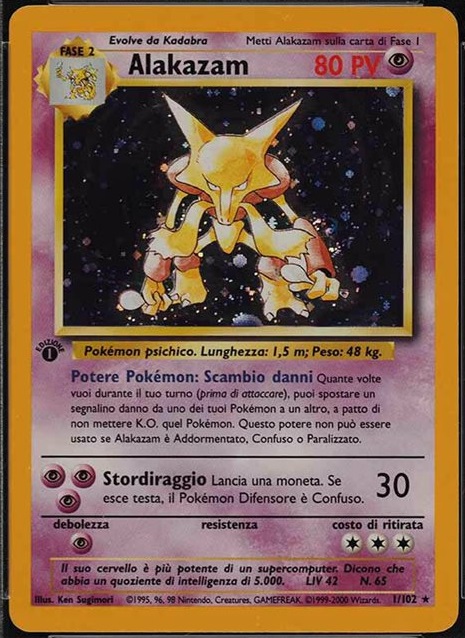 Evolve da Kadabra Metti Alakazam sulla carta di Fase 1
FASE 2
Alakazam 80 PV
EDIZIONE
1
Pokémon psichico. Lunghezza: 1,5 m; Peso: 48 kg.
Potere Pokémon: Scambio danni Quante volte
vuoi durante il tuo turno (prima di attaccare), puoi spostare un
segnalino danno da uno dei tuoi Pokémon a un altro, a patto di
non mettere K.O. quel Pokémon. Questo potere non può essere
usato se Alakazam è Addormentato, Confuso o Paralizzato.
Stordiraggio Lancia una moneta. Se
esce testa, il Pokémon Difensore è Confuso. 30
debolezza resistenza costo di ritirata
Il suo cervello è più potente di un supercomputer. Dicono che
abbia un quoziente di intelligenza di 5.000. LIV 42 N. 65
Illus. Ken Sugimori ©1995, 96, 98 Nintendo, Creatures, GAMEFREAK. ©1999-2000 Wizards. 1/102 ★